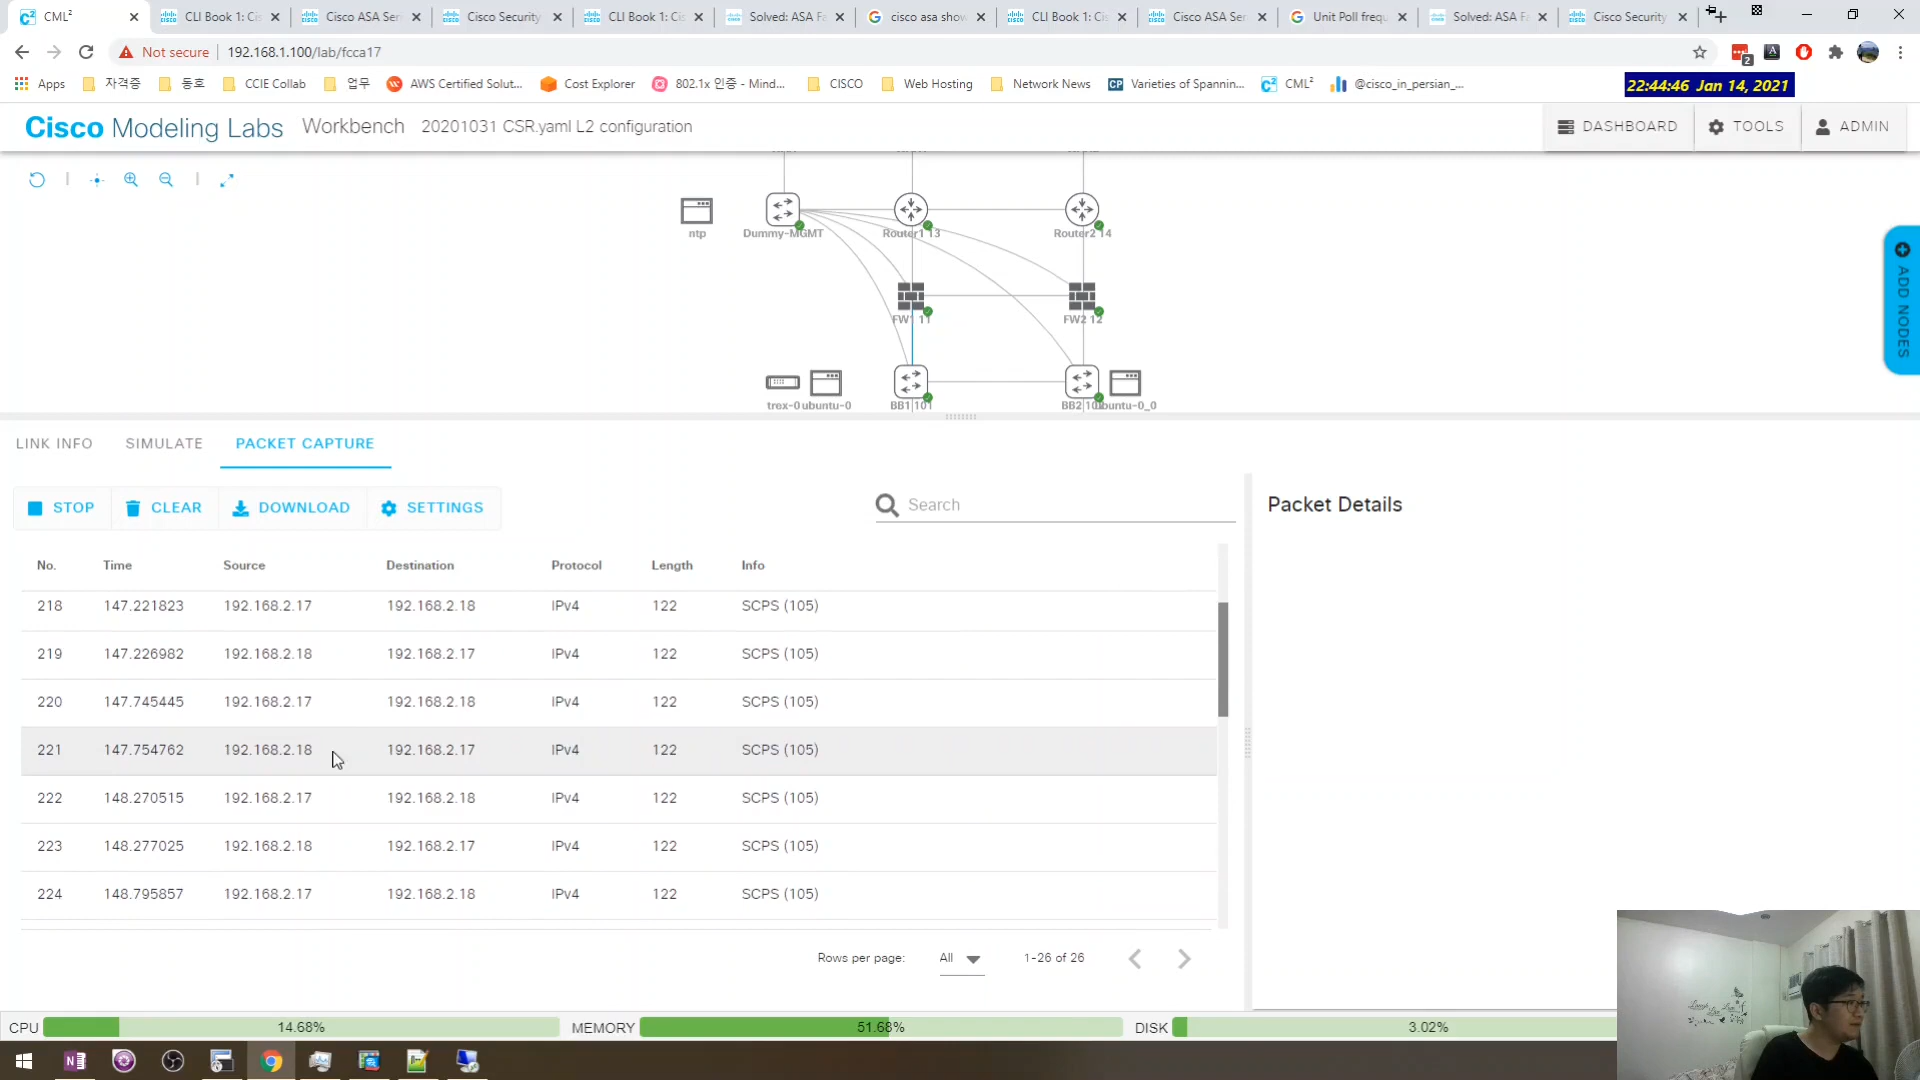 CML²
CLI Book 1: Cis
Cisco ASA Ser
Cisco Security
CLI Book 1: Cis
Solved: ASA Fa
cisco asa show
CLI Book 1: Cis
Cisco ASA Ser
Unit Poll freq
Solved: ASA Fa
Cisco Security
Not secure
192.168.1.100/lab/fcca17
2
Apps
자격증
동호
CCIE Collab
업무
AWS Certified Solut...
Cost Explorer
802.1x 인증 - Mind...
CISCO
Web Hosting
Network News
CP Varieties of Spannin...
CML²
@cisco_in_persian_...
22:44:46 Jan 14, 2021
Cisco Modeling Labs Workbench 20201031 CSR.yaml L2 configuration
DASHBOARD
TOOLS
ADMIN
ntp
Dummy-MGMT
Router1 13
Router2 14
FW1 11
FW2 12
trex-0
ubuntu-0
BB1 101
BB2 10
ubuntu-0_0
ADD NODES
LINK INFO SIMULATE PACKET CAPTURE
STOP CLEAR DOWNLOAD SETTINGS
Search
Packet Details
No. Time Source Destination Protocol Length Info
218 147.221823 192.168.2.17 192.168.2.18 IPv4 122 SCPS (105)
219 147.226982 192.168.2.18 192.168.2.17 IPv4 122 SCPS (105)
220 147.745445 192.168.2.17 192.168.2.18 IPv4 122 SCPS (105)
221 147.754762 192.168.2.18 192.168.2.17 IPv4 122 SCPS (105)
222 148.270515 192.168.2.17 192.168.2.18 IPv4 122 SCPS (105)
223 148.277025 192.168.2.18 192.168.2.17 IPv4 122 SCPS (105)
224 148.795857 192.168.2.17 192.168.2.18 IPv4 122 SCPS (105)
Rows per page: All 1-26 of 26
CPU 14.68% MEMORY 51.68% DISK 3.02%